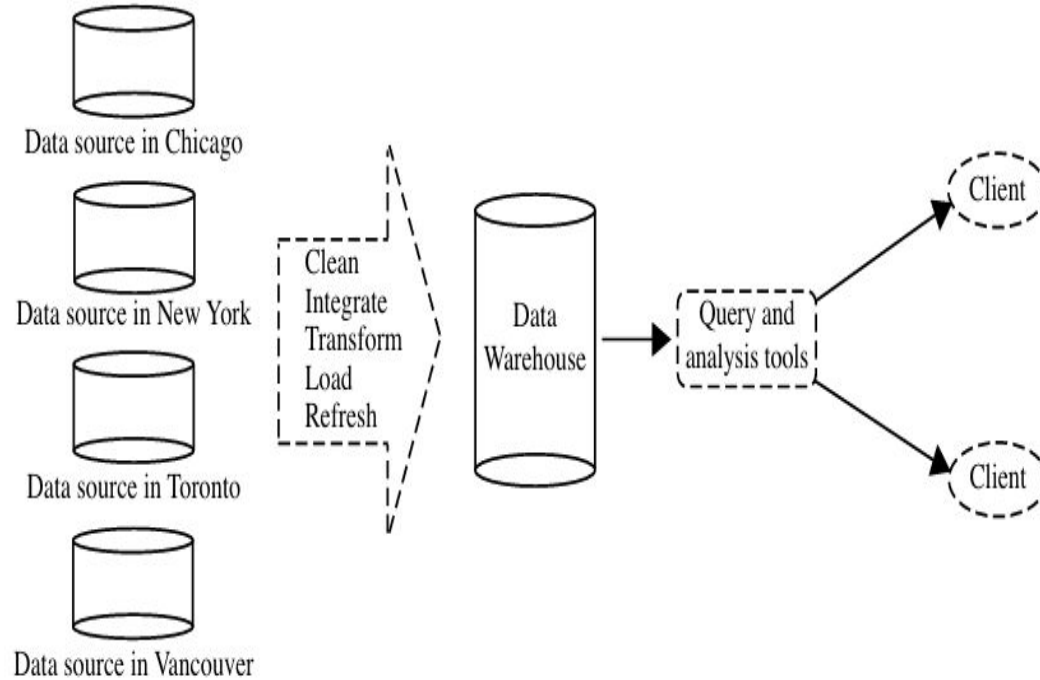 Data source in Chicago
Data source in New York
Data source in Toronto
Data source in Vancouver
Clean
Integrate
Transform
Load
Refresh
Data
Warehouse
Query and
analysis tools
Client
Client